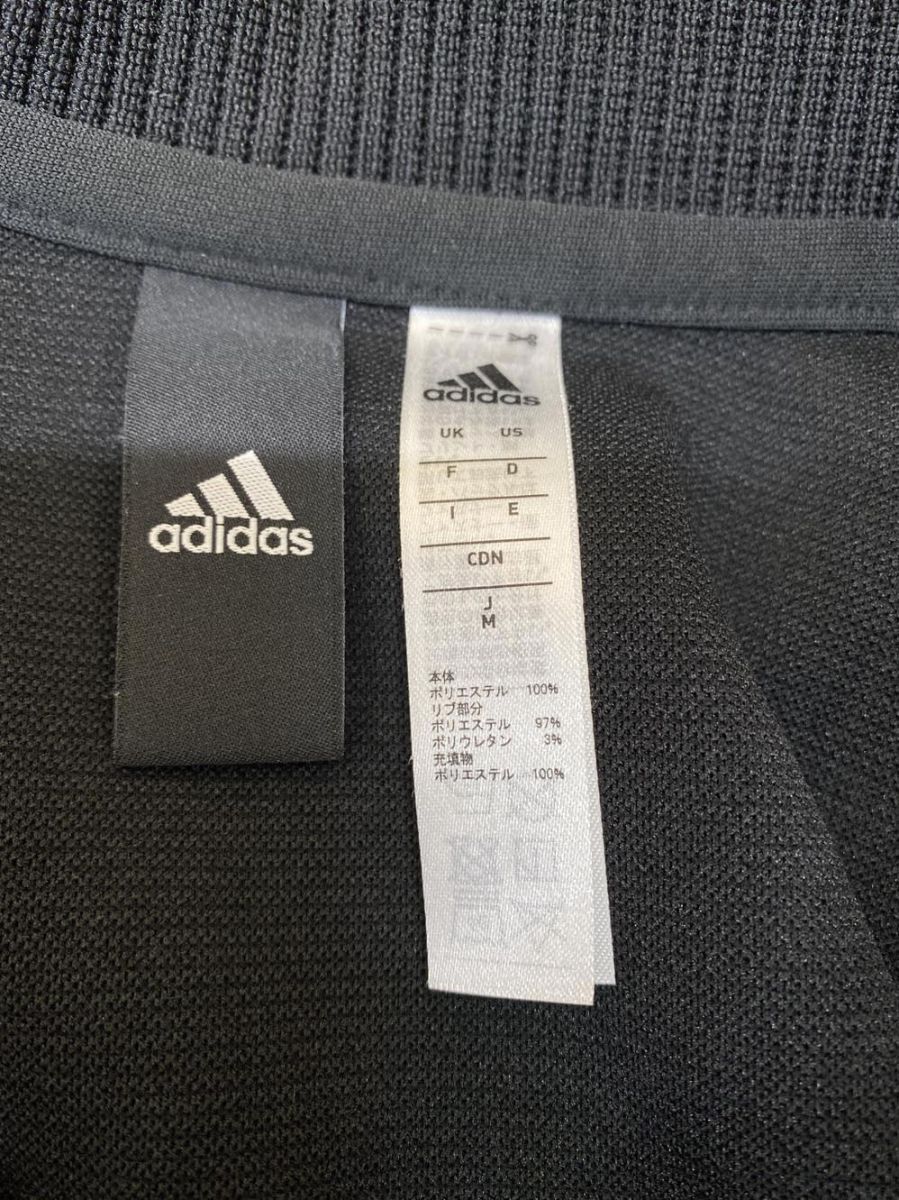 adidas
adidas
UK US
F D
I E
CDN
J
M
本体
ポリエステル 100%
リブ部分
ポリエステル 97%
ポリウレタン 3%
充填物
ポリエステル 100%